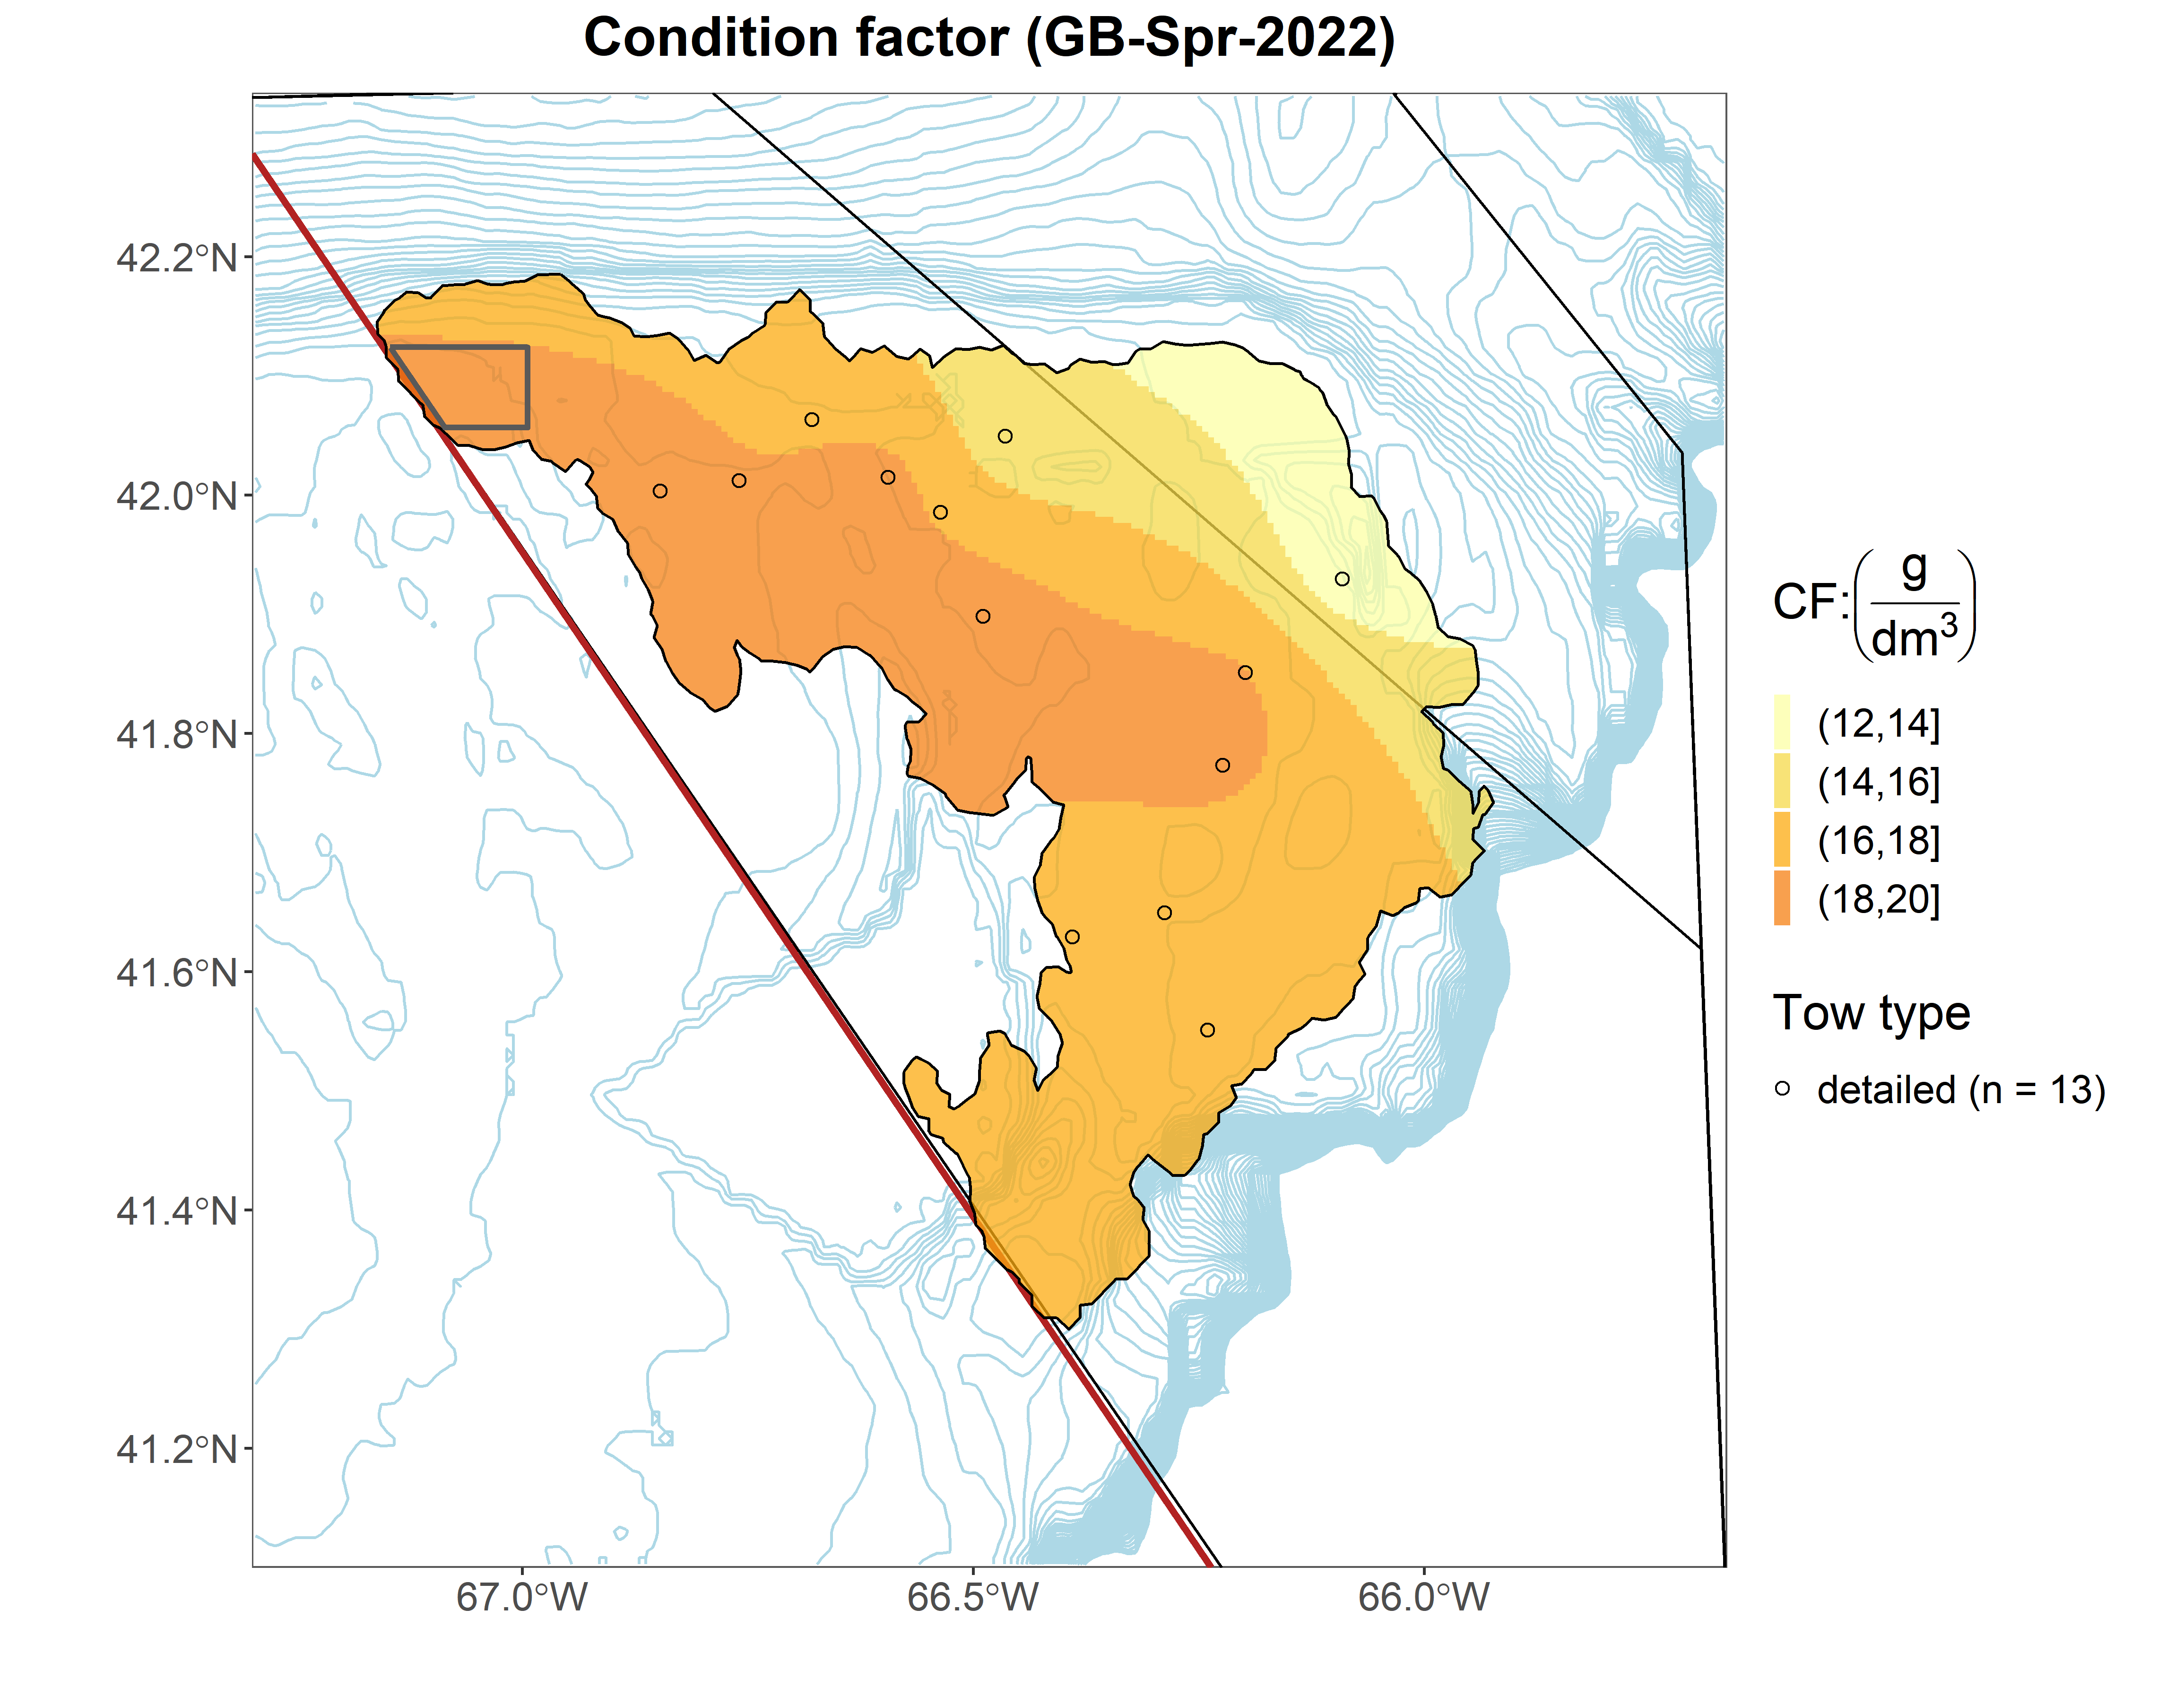 Condition factor (GB-Spr-2022)
42.2°N
42.0°N
41.8°N
41.6°N
41.4°N
41.2°N
67.0°W
66.5°W
66.0°W
CF:(g/dm³)
(12,14]
(14,16]
(16,18]
(18,20]
Tow type
detailed (n = 13)